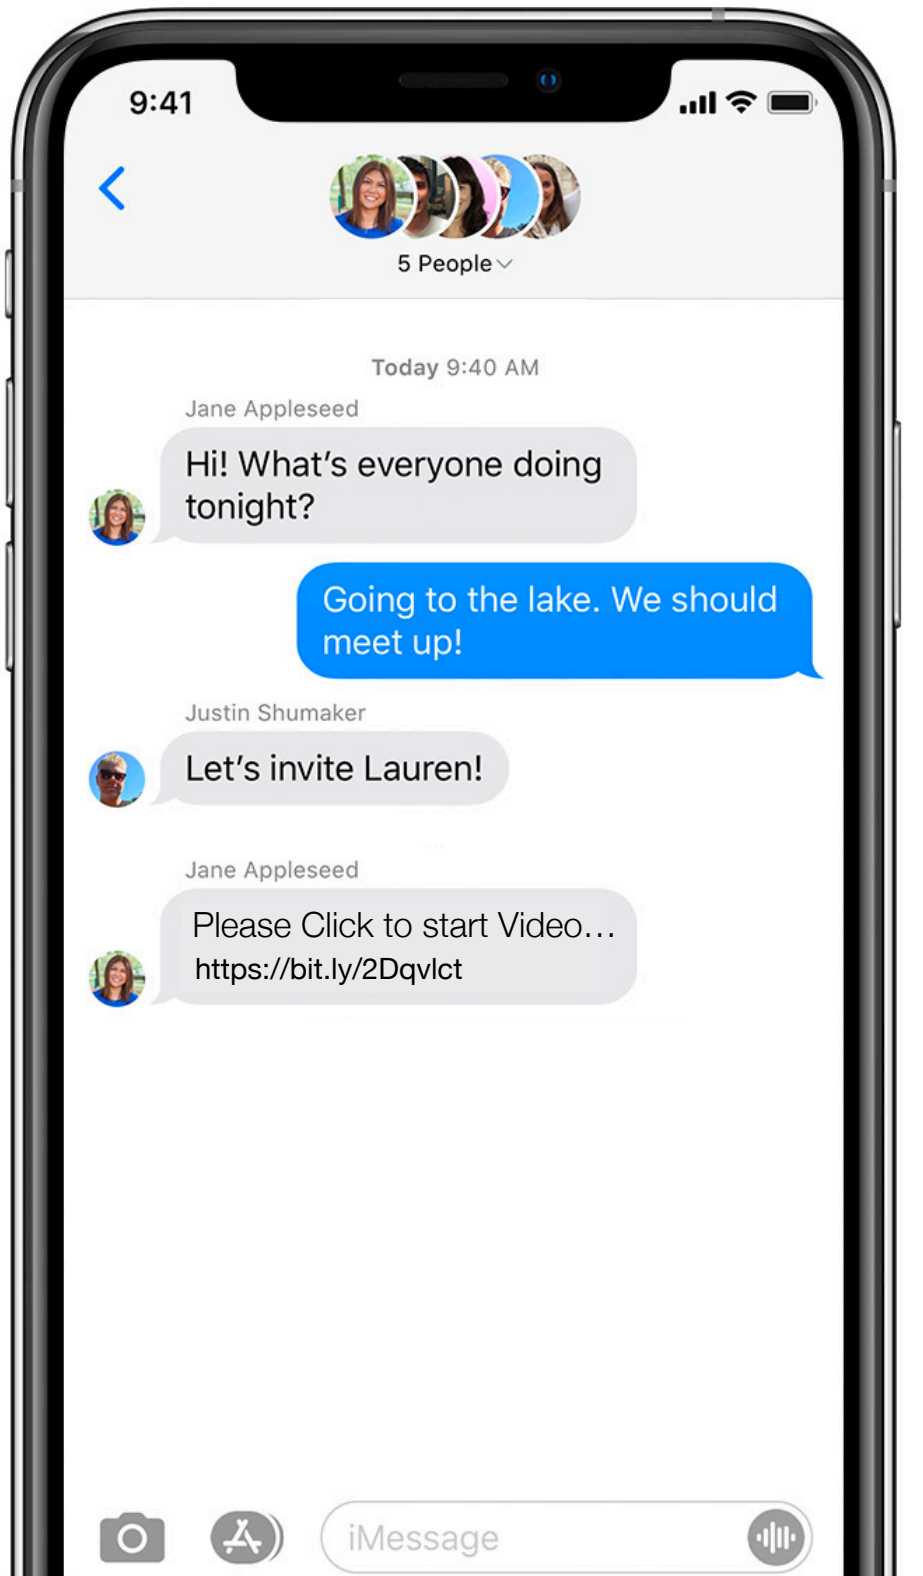 9:41
5 People
Today 9:40 AM
Jane Appleseed
Hi! What's everyone doing
tonight?
Going to the lake. We should
meet up!
Justin Shumaker
Let's invite Lauren!
Jane Appleseed
Please Click to start Video...
https://bit.ly/2Dqvlct
iMessage